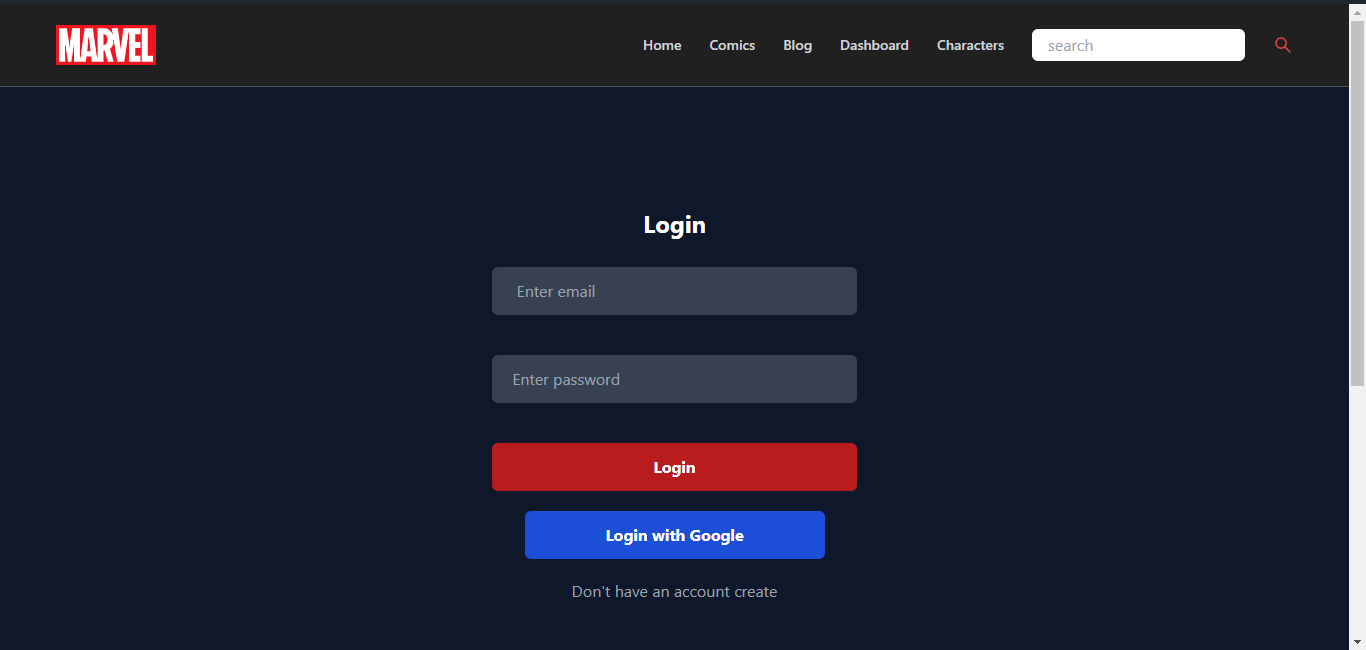 MARVEL
Home Comics Blog Dashboard Characters search
Login
Enter email
Enter password
Login
Login with Google
Don't have an account create